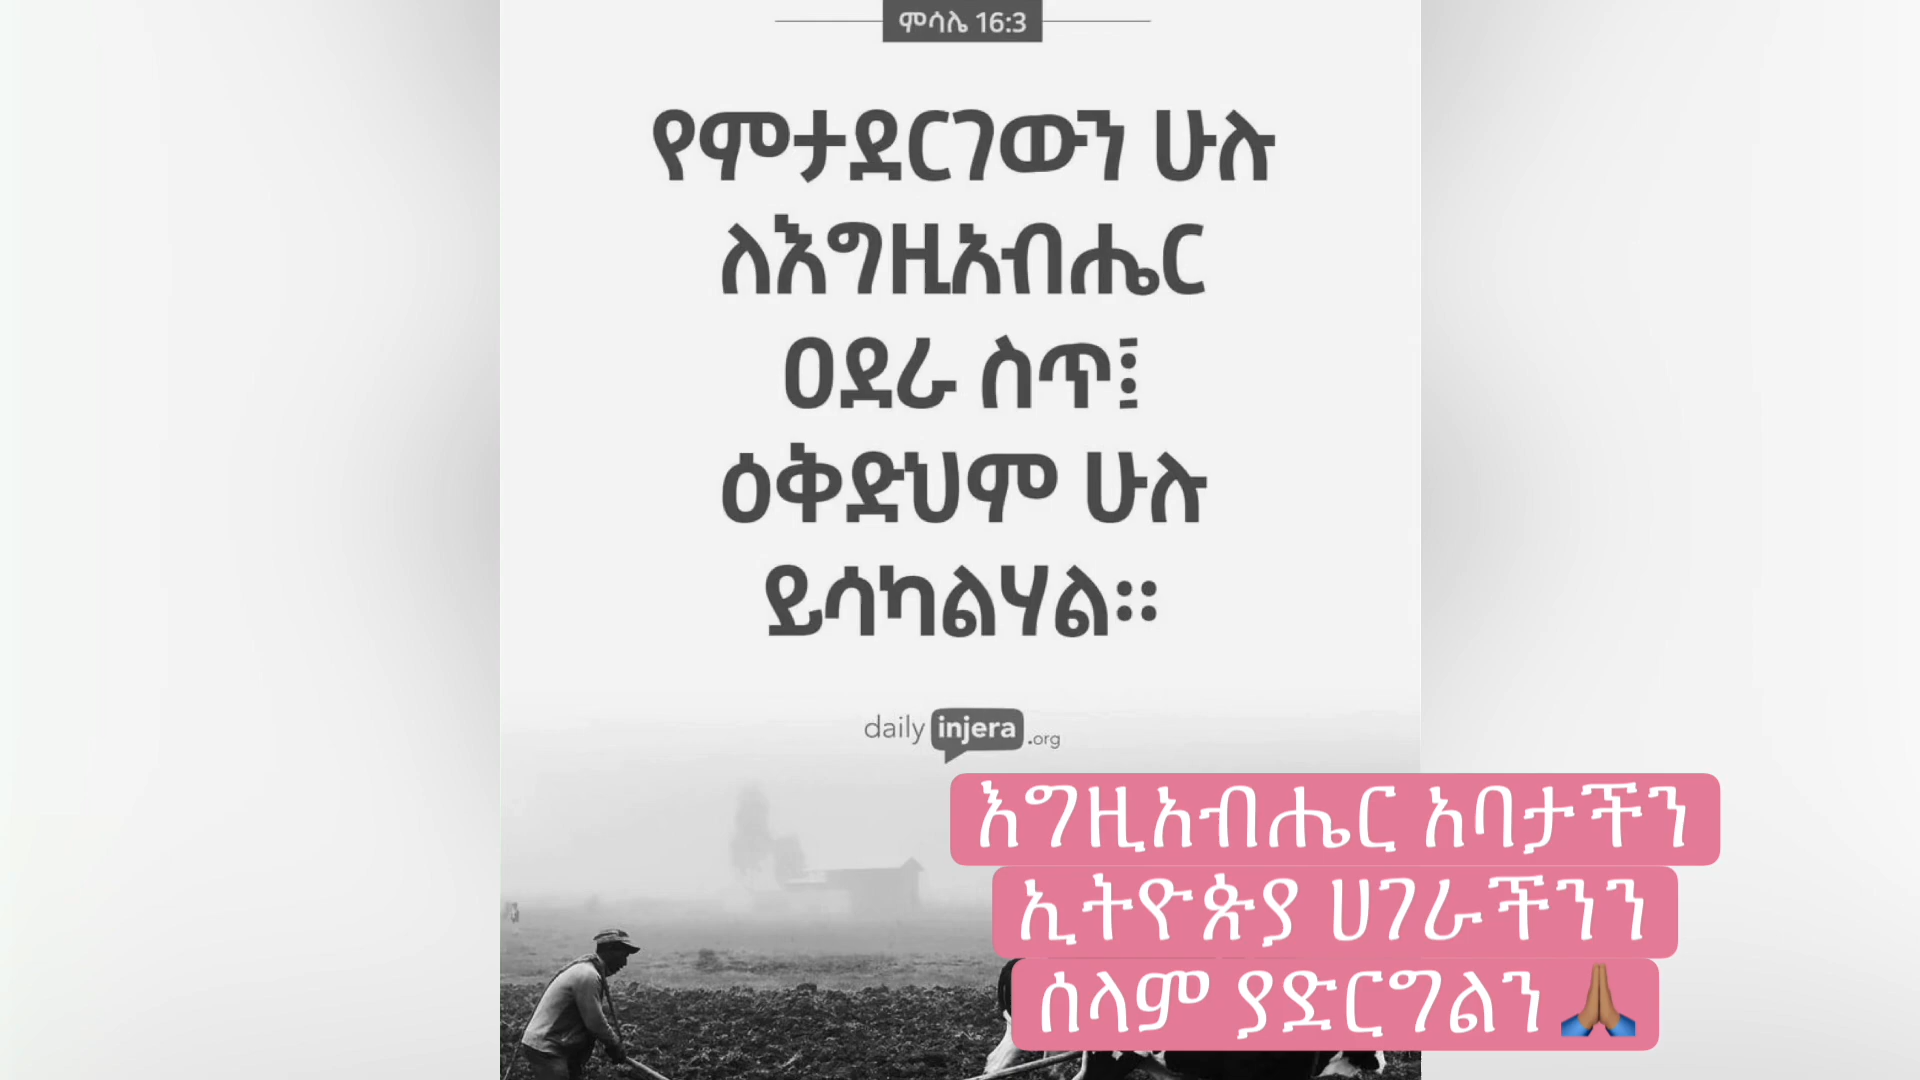 ምሳሌ 16:3
የምታደርገውን ሁሉ
ለእግዚአብሔር
ዐደራ ስጥ፤
ዕቅድህም ሁሉ
ይሳካልሃል።
daily injera.org
እግዚአብሔር አባታችን
ኢትዮጵያ ሀገራችንን
ሰላም ያድርግልን🙏🏽